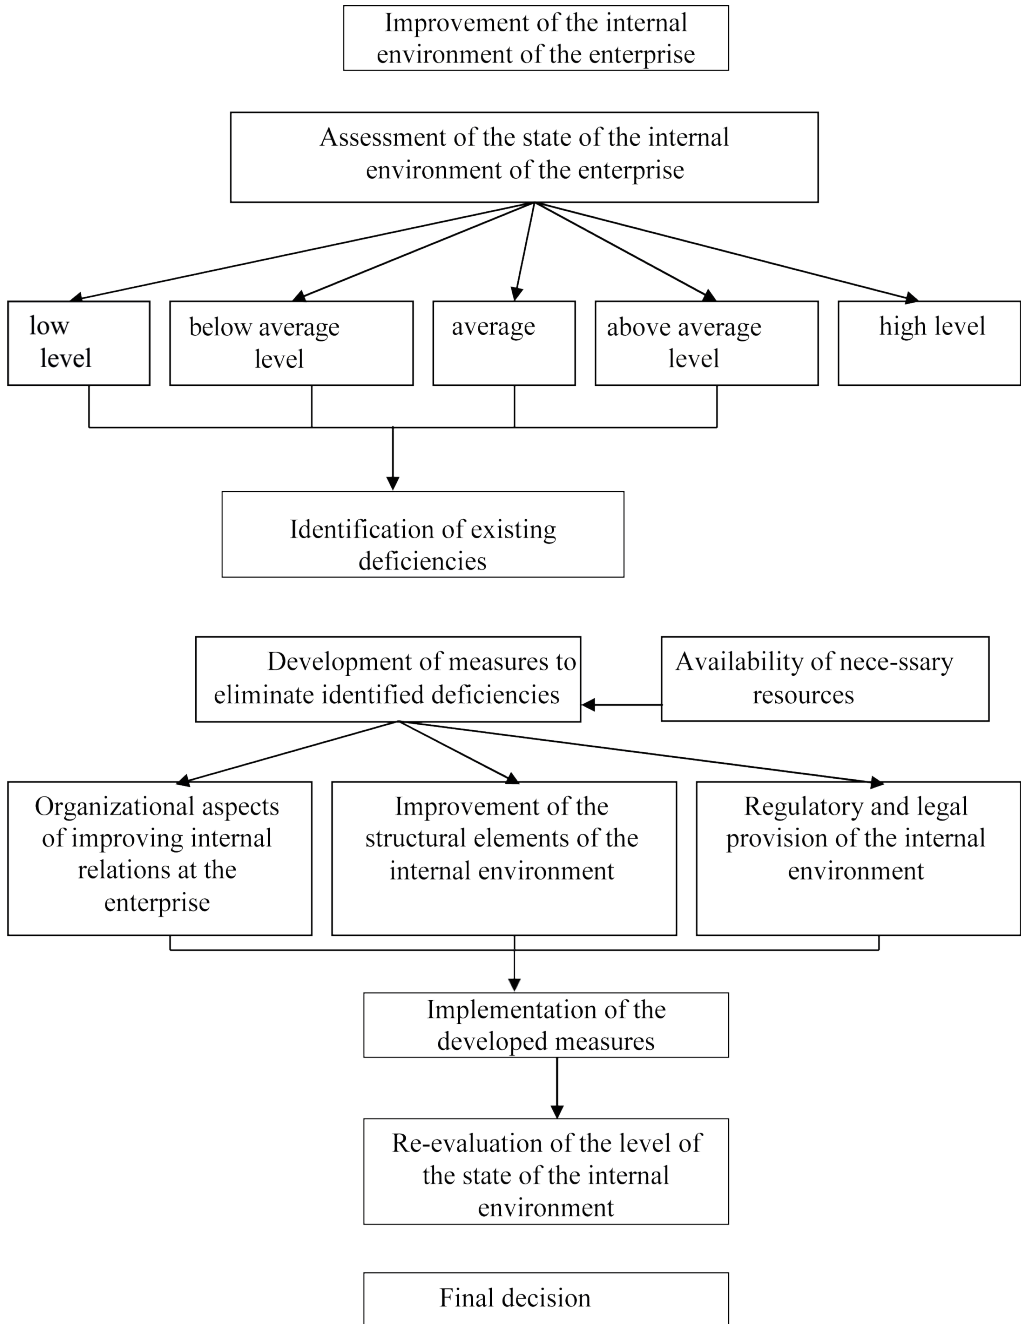 Improvement of the internal
environment of the enterprise
Assessment of the state of the internal
environment of the enterprise
low
level
below average
level
average
above average
level
high level
Identification of existing
deficiencies
Development of measures to
eliminate identified deficiencies
Availability of nece-ssary
resources
Organizational aspects
of improving internal
relations at the
enterprise
Improvement of the
structural elements of the
internal environment
Regulatory and legal
provision of the internal
environment
Implementation of the
developed measures
Re-evaluation of the level of
the state of the internal
environment
Final decision